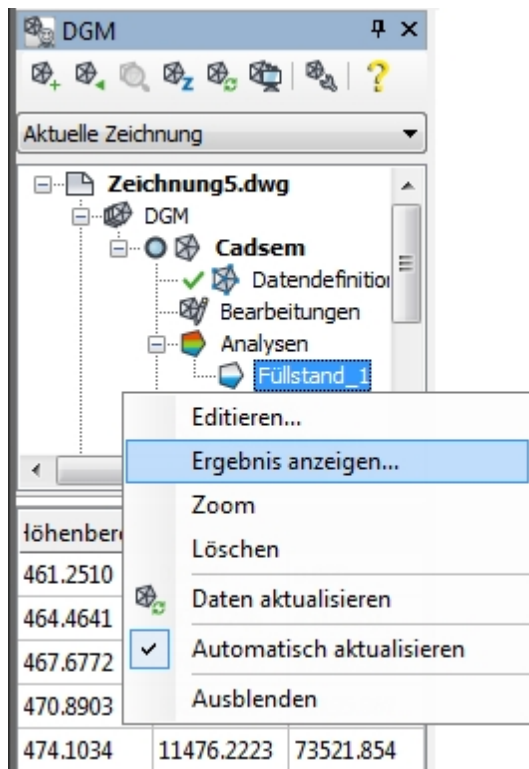 DGM
Aktuelle Zeichnung
Zeichnung5.dwg
DGM
Cadsem
Bearbeitungen
Analysen
Füllstand_1
Editieren...
Ergebnis anzeigen...
Zoom
Löschen
Daten aktualisieren
Automatisch aktualisieren
Ausblenden
461.2510
464.4641
467.6772
470.8903
474.1034 11476.2223 73521.854